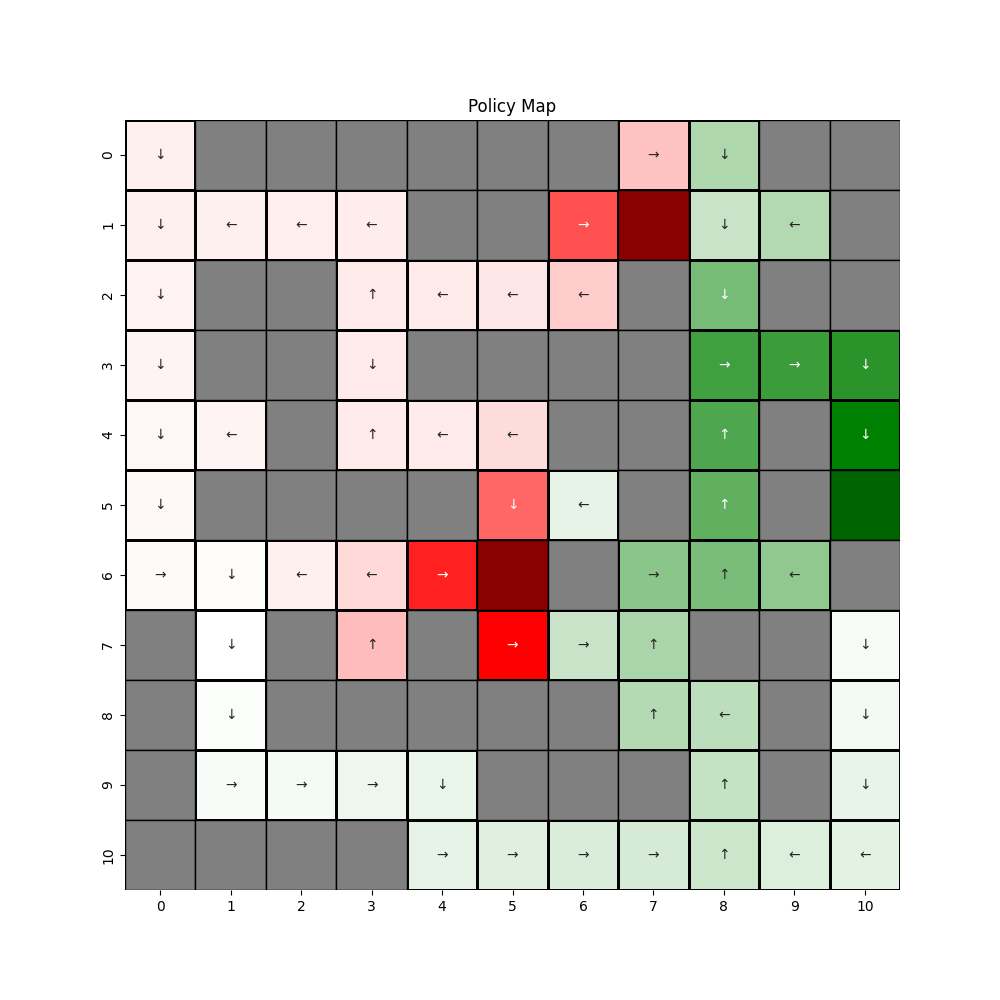 Policy Map
0 ↓ → ↓
1 ↓ ← ← ← → ↓ ←
2 ↓ ↑ ← ← ← ↓
3 ↓ ↓ → → ↓
4 ↓ ← ↑ ← ← ↑ ↓
5 ↓ ↓ ← ↑
6 → ↓ ← ← → → ↑ ←
7 ↓ ↑ → → ↑ ↓
8 ↓ ↑ ← ↓
9 → → → ↓ ↑ ↓
10 → → → → ↑ ← ←
0 1 2 3 4 5 6 7 8 9 10